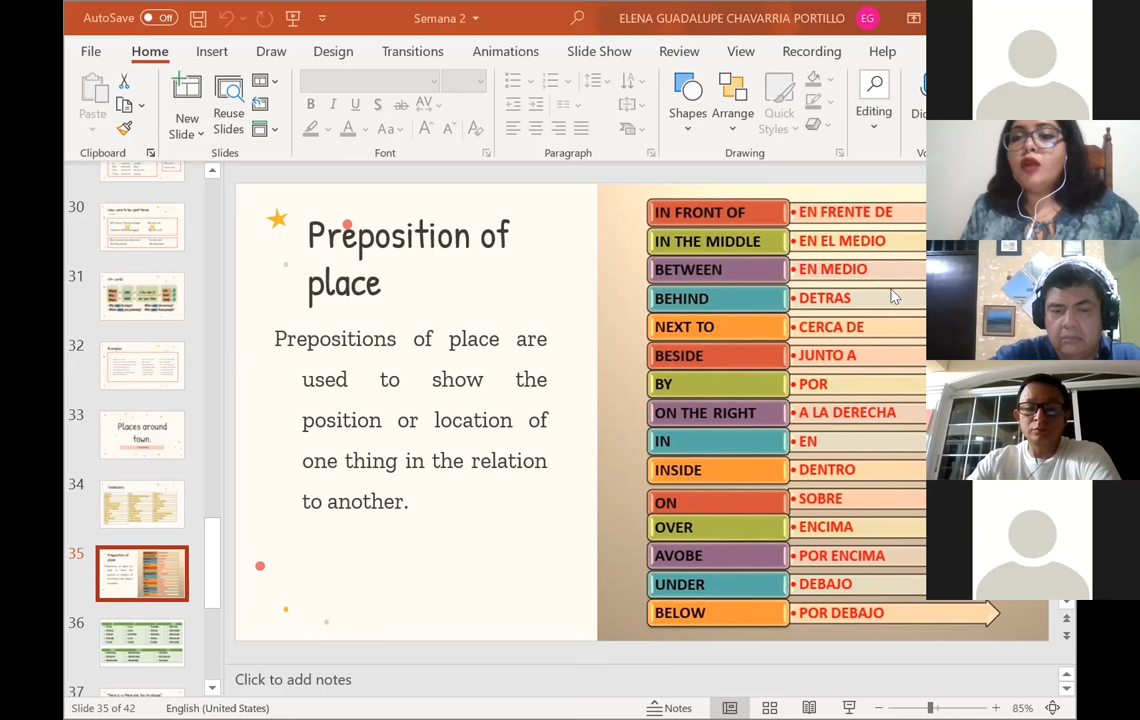 AutoSave Off Semana 2 ELENA GUADALUPE CHAVARRIA PORTILLO EG
File Home Insert Draw Design Transitions Animations Slide Show Review View Recording Help
Paste New Slide Reuse Slides Shapes Arrange Quick Styles Editing
Clipboard Slides Font Paragraph Drawing
30
31
32
33
Places around
town.
34
35
36
37
Preposition of
place
Prepositions of place are
used to show the
position or location of
one thing in the relation
to another.
IN FRONT OF • EN FRENTE DE
IN THE MIDDLE • EN EL MEDIO
BETWEEN • EN MEDIO
BEHIND • DETRAS
NEXT TO • CERCA DE
BESIDE • JUNTO A
BY • POR
ON THE RIGHT • A LA DERECHA
IN • EN
INSIDE • DENTRO
ON • SOBRE
OVER • ENCIMA
AVOBE • POR ENCIMA
UNDER • DEBAJO
BELOW • POR DEBAJO
Click to add notes
Slide 35 of 42 English (United States) Notes 85%